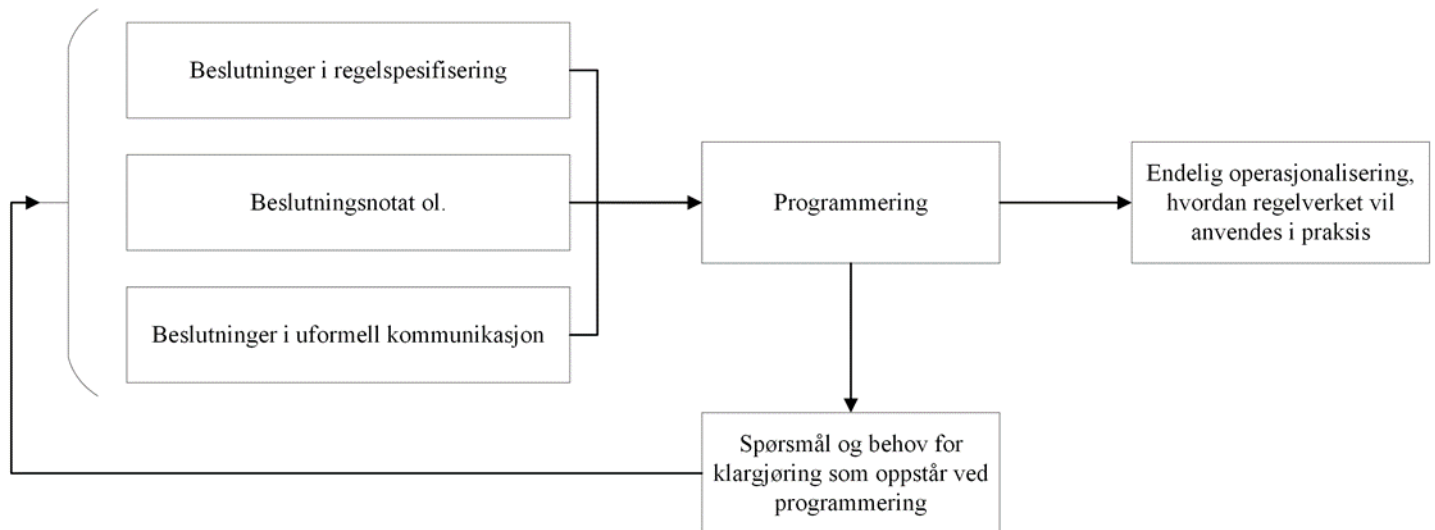 Beslutninger i regelspesifisering
Beslutningsnotat ol.
Beslutninger i uformell kommunikasjon
Programmering
Endelig operasjonalisering,
hvordan regelverket vil
anvendes i praksis
Spørsmål og behov for
klargjøring som oppstår ved
programmering